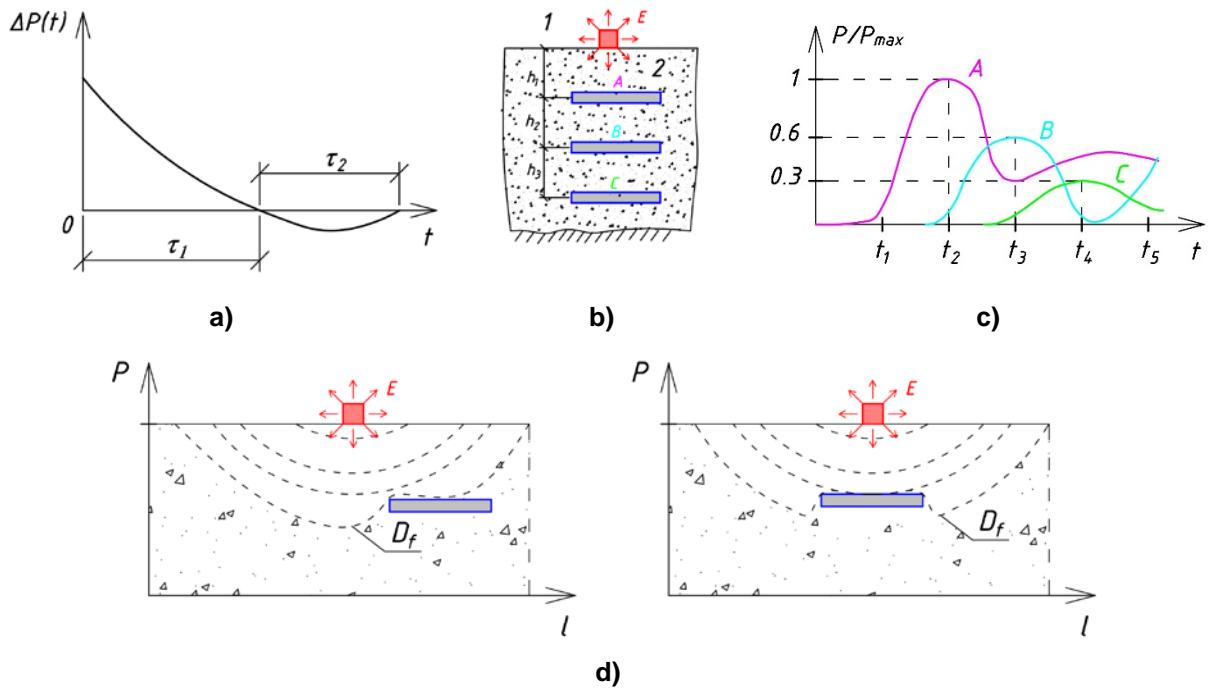 ΔP(t)
τ₂
0
t
τ₁
a)
1
E
2
h₁
A
h₂
B
h₃
C
b)
P/Pmax
1
A
0.6
B
0.3
C
t₁ t₂ t₃ t₄ t₅ t
c)
P
E
Df
l
P
E
Df
l
d)